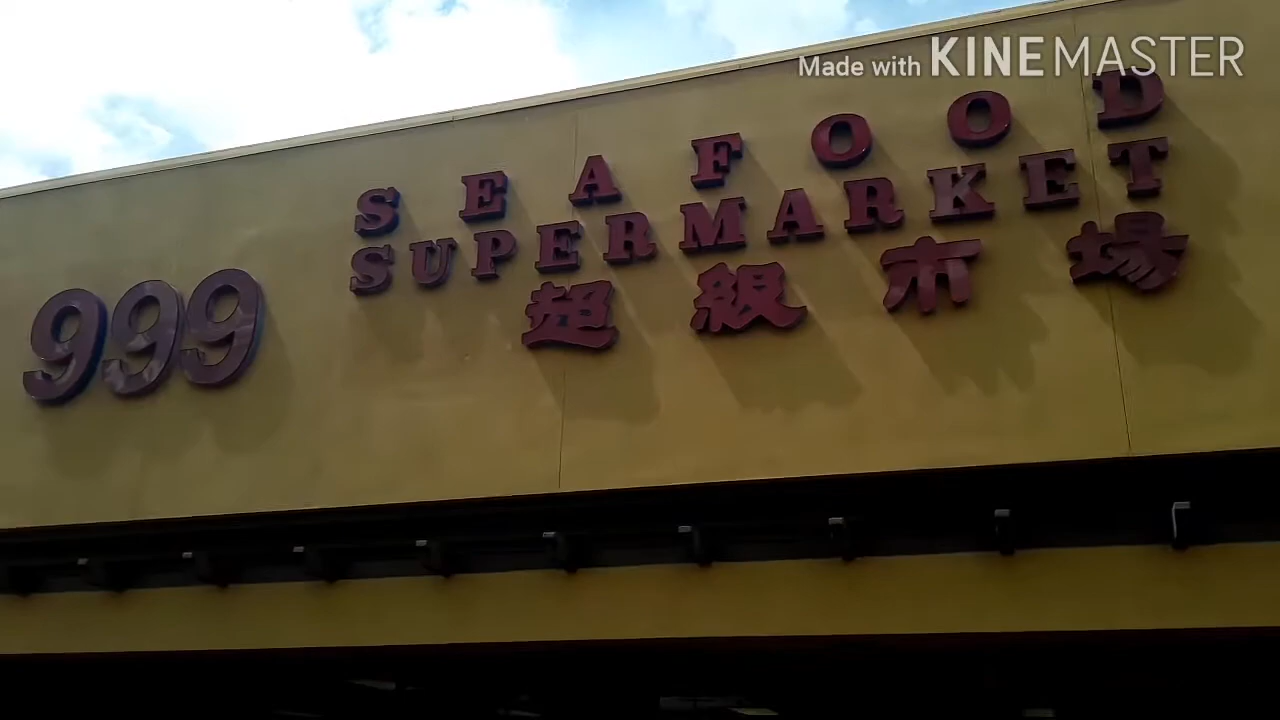 Made with KINEMASTER
SEAFOOD
SUPERMARKET
999
超級市場